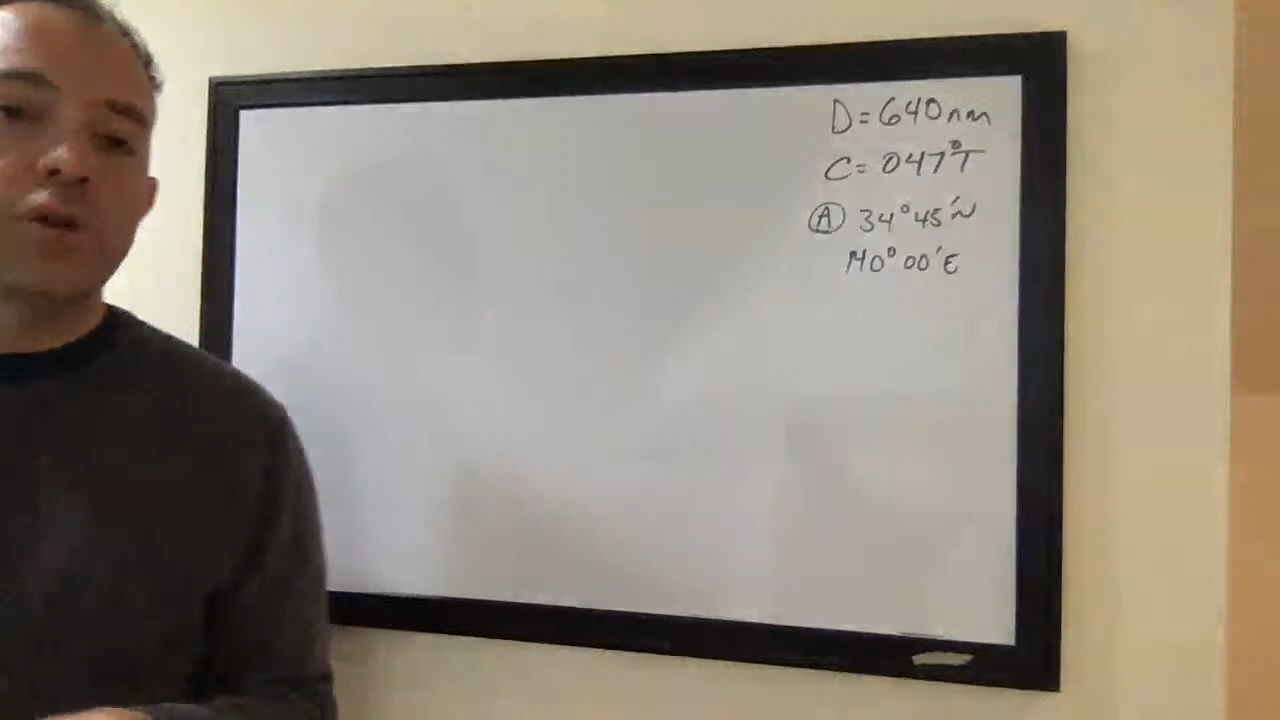 D = 640nm
C = 047°T
Ⓐ 34° 45′N
140° 00′E